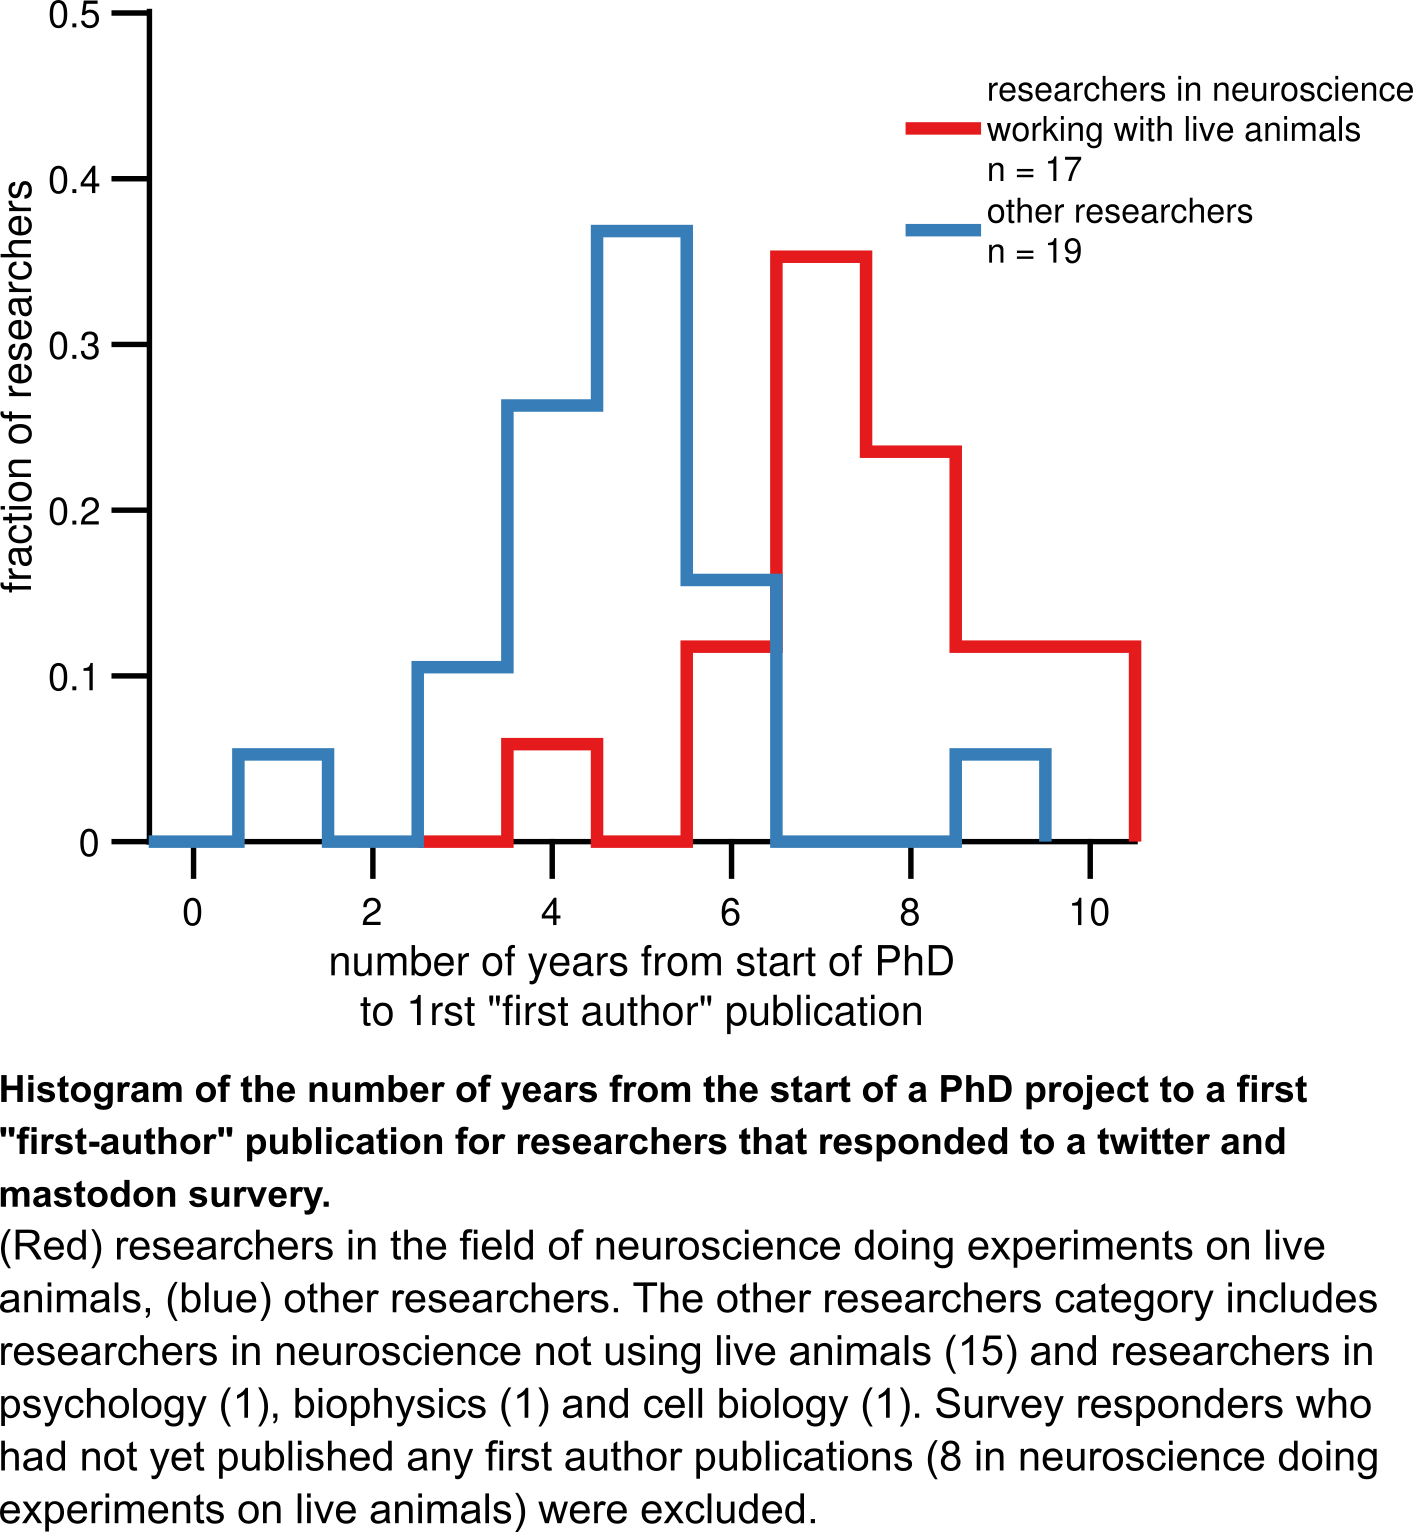 0.5
0.4
0.3
0.2
0.1
0
fraction of researchers
researchers in neuroscience
working with live animals
n = 17
other researchers
n = 19
0 2 4 6 8 10
number of years from start of PhD
to 1rst "first author" publication
Histogram of the number of years from the start of a PhD project to a first
"first-author" publication for researchers that responded to a twitter and
mastodon survery.
(Red) researchers in the field of neuroscience doing experiments on live
animals, (blue) other researchers. The other researchers category includes
researchers in neuroscience not using live animals (15) and researchers in
psychology (1), biophysics (1) and cell biology (1). Survey responders who
had not yet published any first author publications (8 in neuroscience doing
experiments on live animals) were excluded.